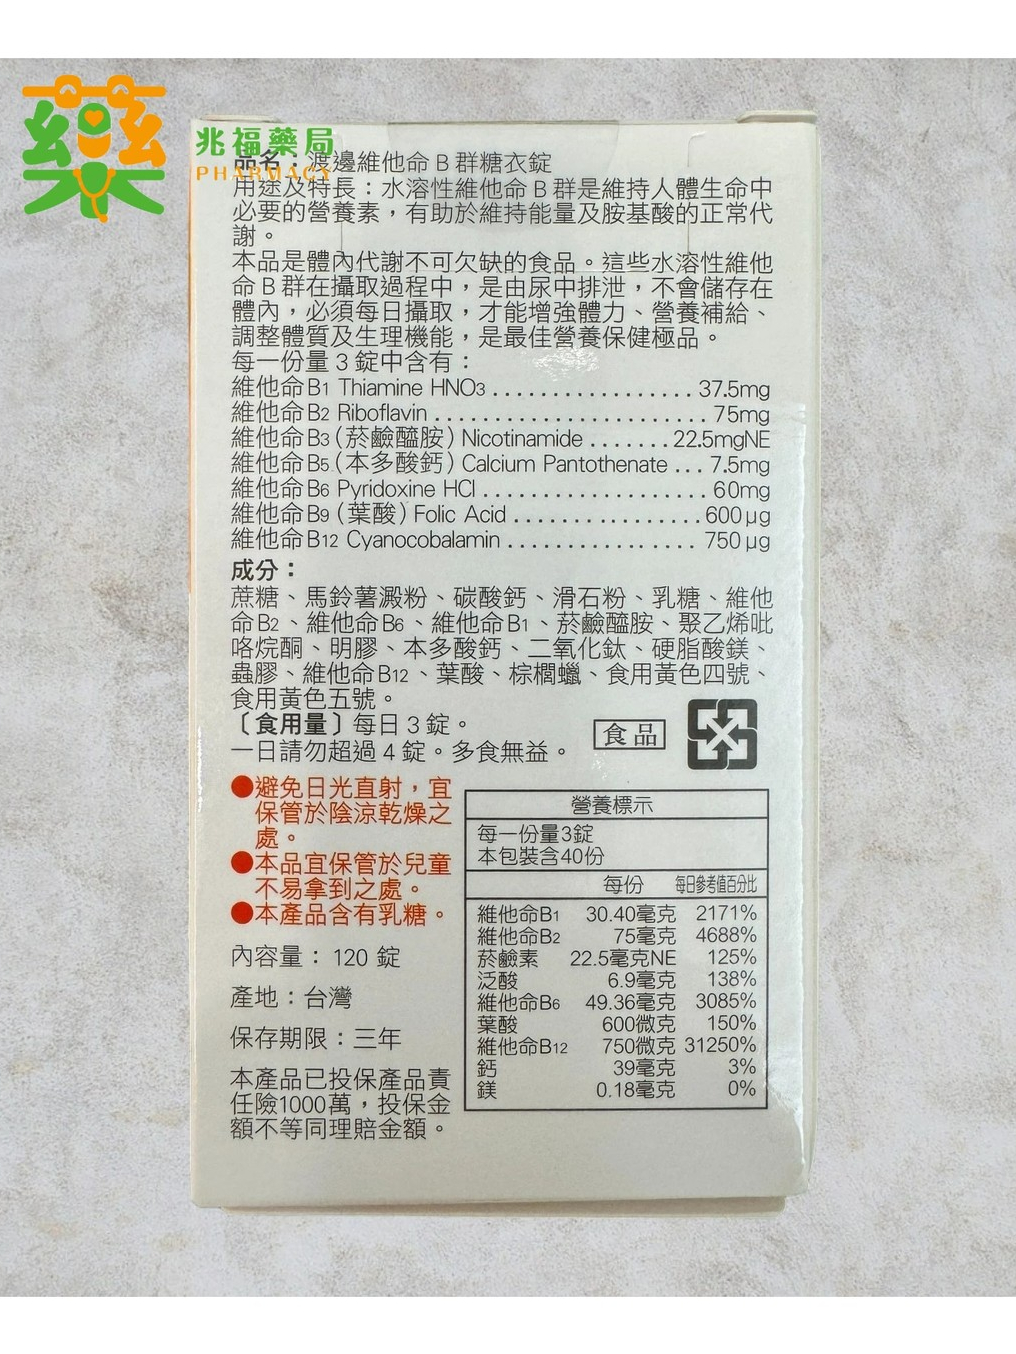 藥
兆福藥局
PHARMACY
品名：渡邊維他命 B 群糖衣錠
用途及特長：水溶性維他命 B 群是維持人體生命中
必要的營養素，有助於維持能量及胺基酸的正常代
謝。
本品是體內代謝不可欠缺的食品。這些水溶性維他
命 B 群在攝取過程中，是由尿中排泄，不會儲存在
體內，必須每日攝取，才能增強體力、營養補給、
調整體質及生理機能，是最佳營養保健極品。
每一份量 3 錠中含有：
維他命B1 Thiamine HNO3 .................. 37.5mg
維他命B2 Riboflavin ........................ 75mg
維他命B3 (菸鹼醯胺) Nicotinamide ....... 22.5mgNE
維他命B5 (本多酸鈣) Calcium Pantothenate ... 7.5mg
維他命B6 Pyridoxine HCl .................... 60mg
維他命B9 (葉酸) Folic Acid ................. 600μg
維他命B12 Cyanocobalamin ................. 750μg
成分：
蔗糖、馬鈴薯澱粉、碳酸鈣、滑石粉、乳糖、維他
命B2、維他命B6、維他命B1、菸鹼醯胺、聚乙烯吡
咯烷酮、明膠、本多酸鈣、二氧化鈦、硬脂酸鎂、
蟲膠、維他命B12、葉酸、棕櫚蠟、食用黃色四號、
食用黃色五號。
〔食用量〕每日 3 錠。
一日請勿超過 4 錠。多食無益。
食品
●避免日光直射，宜
保管於陰涼乾燥之
處。
●本品宜保管於兒童
不易拿到之處。
●本產品含有乳糖。
內容量：120 錠
產地：台灣
保存期限：三年
本產品已投保產品責
任險1000萬，投保金
額不等同理賠金額。
營養標示
每一份量3錠
本包裝含40份
每份 每日參考值百分比
維他命B1 30.40毫克 2171%
維他命B2 75毫克 4688%
菸鹼素 22.5毫克NE 125%
泛酸 6.9毫克 138%
維他命B6 49.36毫克 3085%
葉酸 600微克 150%
維他命B12 750微克 31250%
鈣 39毫克 3%
鎂 0.18毫克 0%